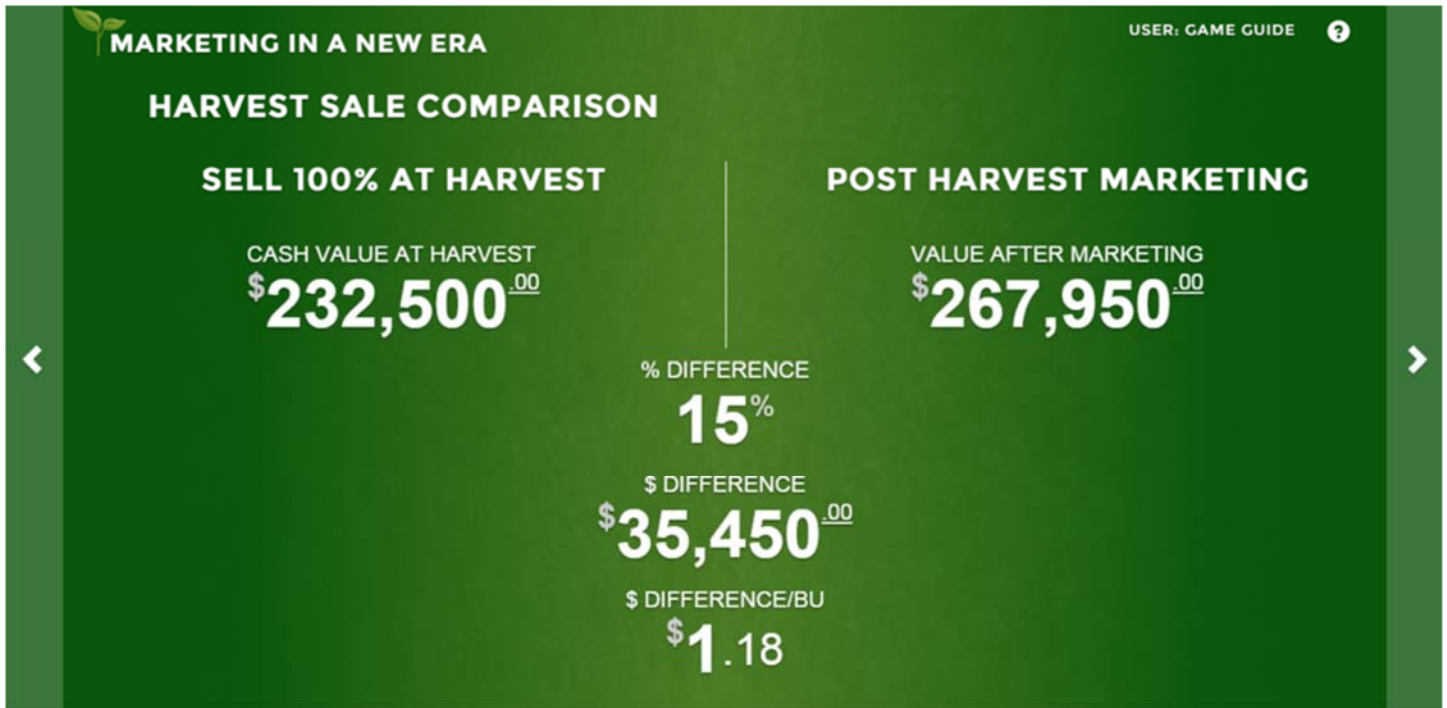 MARKETING IN A NEW ERA
USER: GAME GUIDE ?
HARVEST SALE COMPARISON
SELL 100% AT HARVEST
CASH VALUE AT HARVEST
$232,500.00
POST HARVEST MARKETING
VALUE AFTER MARKETING
$267,950.00
% DIFFERENCE
15%
$ DIFFERENCE
$35,450.00
$ DIFFERENCE/BU
$1.18